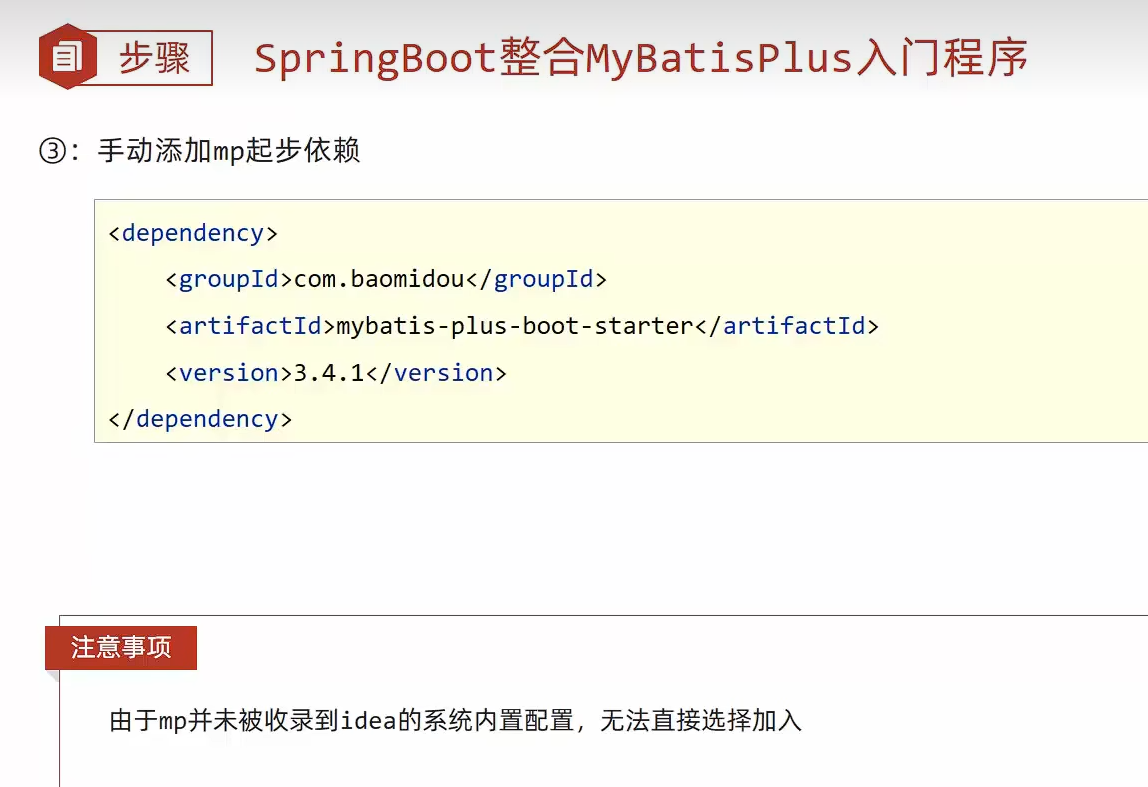 步骤
SpringBoot整合MyBatisPlus入门程序
③：手动添加mp起步依赖
<dependency>
    <groupId>com.baomidou</groupId>
    <artifactId>mybatis-plus-boot-starter</artifactId>
    <version>3.4.1</version>
</dependency>
注意事项
由于mp并未被收录到idea的系统内置配置，无法直接选择加入